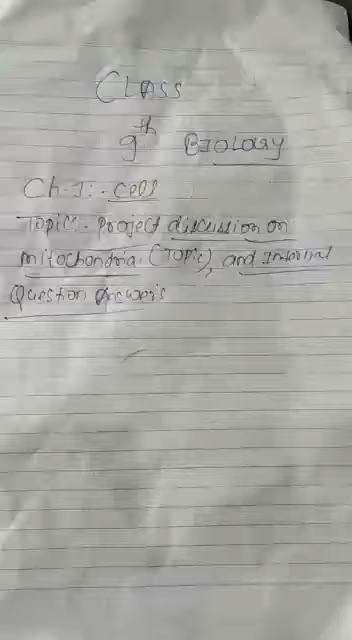 CLASS
9th BIOLOGY
Ch-I:- Cell
Topic:- Project discussion on
mitochondria (Topic), and Internal
Question Answers